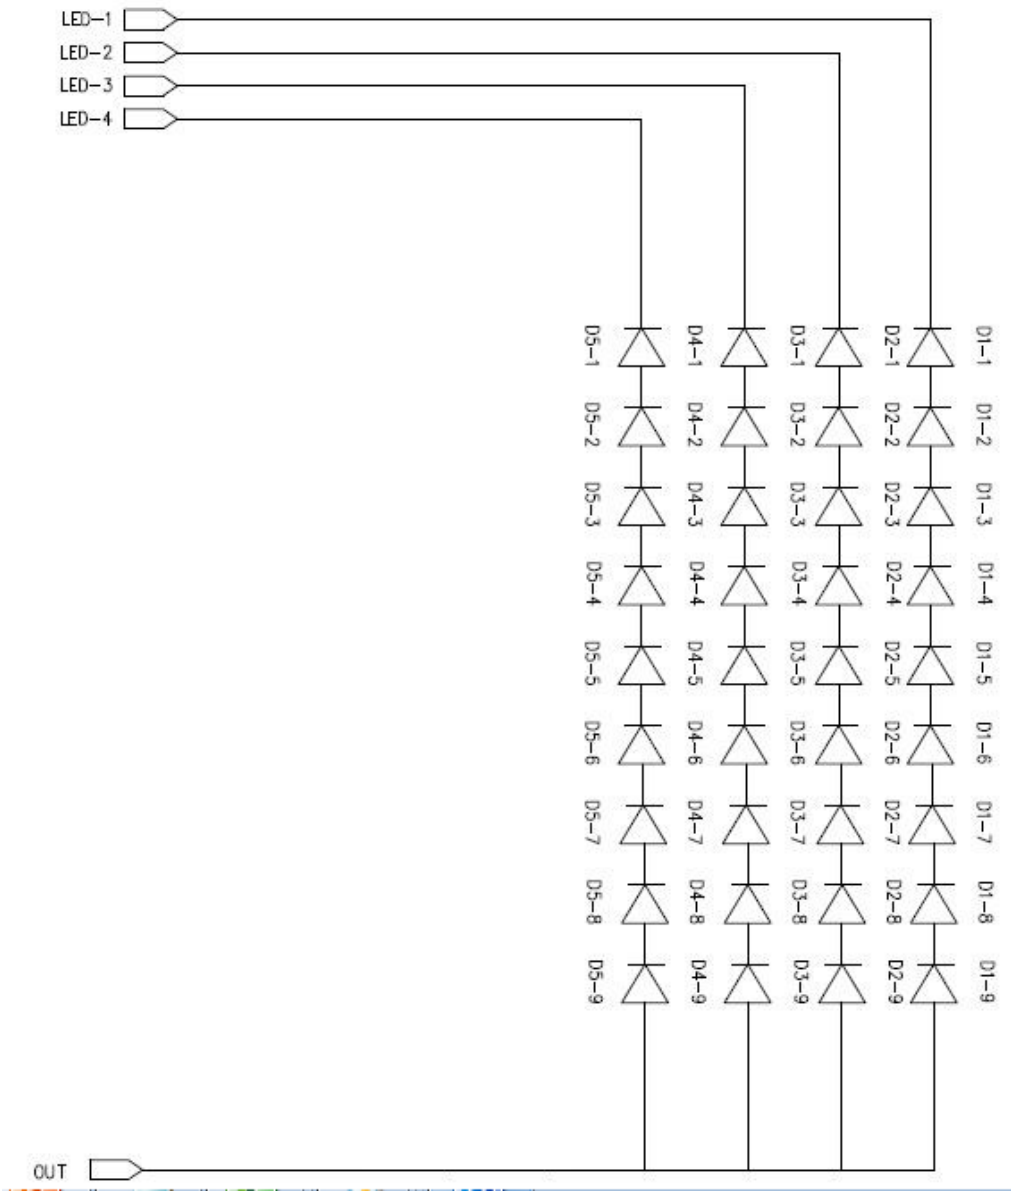 LED-1
LED-2
LED-3
LED-4
D5-1 D4-1 D3-1 D2-1 D1-1
D5-2 D4-2 D3-2 D2-2 D1-2
D5-3 D4-3 D3-3 D2-3 D1-3
D5-4 D4-4 D3-4 D2-4 D1-4
D5-5 D4-5 D3-5 D2-5 D1-5
D5-6 D4-6 D3-6 D2-6 D1-6
D5-7 D4-7 D3-7 D2-7 D1-7
D5-8 D4-8 D3-8 D2-8 D1-8
D5-9 D4-9 D3-9 D2-9 D1-9
OUT